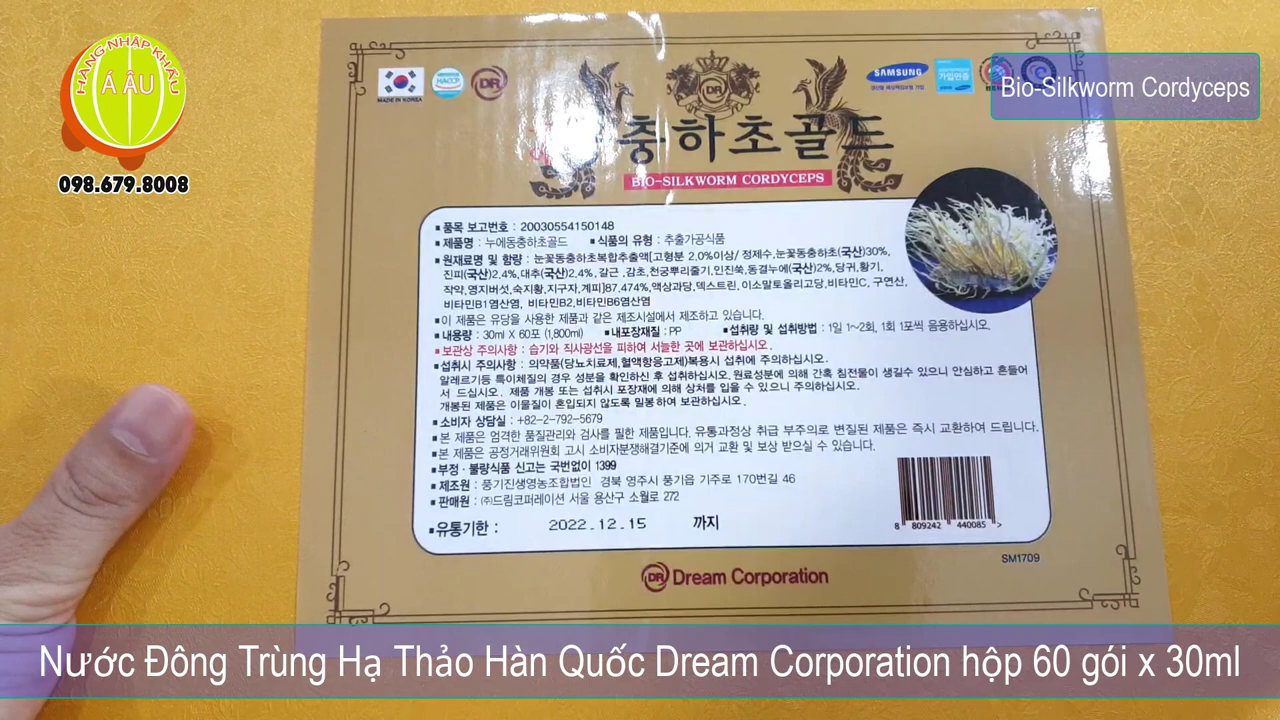 HÀNG NHẬP KHẨU
Á ÂU
098.679.8008
MADE IN KOREA
HACCP
DR
DR
SAMSUNG
가입인증
Bio-Silkworm Cordyceps
충하초골드
BIO-SILKWORM CORDYCEPS
■품목 보고번호 : 20030554150148
■제품명 : 누에동충하초골드 ■식품의 유형 : 추출가공식품
■원재료명 및 함량 : 눈꽃동충하초복합추출액[고형분 2.0%이상/ 정제수,눈꽃동충하초(국산)30%,
진피(국산)2.4%,대추(국산)2.4%, 갈근 ,감초,천궁뿌리줄기,인진쑥,동결누에(국산)2%,당귀,황기,
작약,영지버섯,숙지황,지구자,계피]87.474%,액상과당,덱스트린, 이소말토올리고당,비타민C, 구연산,
비타민B1염산염, 비타민B2,비타민B6염산염
■이 제품은 유당을 사용한 제품과 같은 제조시설에서 제조하고 있습니다.
■내용량 : 30ml X 60포 (1,800ml) ■내포장재질 : PP ■섭취량 및 섭취방법 : 1일 1~2회, 1회 1포씩 음용하십시오.
■보관상 주의사항 : 습기와 직사광선을 피하여 서늘한 곳에 보관하십시오.
■섭취시 주의사항 : 의약품(당뇨치료제,혈액항응고제)복용시 섭취에 주의하십시오.
알레르기등 특이체질의 경우 성분을 확인하신 후 섭취하십시오.원료성분에 의해 간혹 침전물이 생길수 있으니 안심하고 흔들어
서 드십시오. 제품 개봉 또는 섭취시 포장재에 의해 상처를 입을 수 있으니 주의하십시오.
개봉된 제품은 이물질이 혼입되지 않도록 밀봉하여 보관하십시오.
■소비자 상담실 : +82-2-792-5679
■본 제품은 엄격한 품질관리와 검사를 필한 제품입니다. 유통과정상 취급 부주의로 변질된 제품은 즉시 교환하여 드립니다.
■본 제품은 공정거래위원회 고시 소비자분쟁해결기준에 의거 교환 및 보상 받으실 수 있습니다.
■부정·불량식품 신고는 국번없이 1399
■제조원 : 풍기진생영농조합법인 경북 영주시 풍기읍 기주로 170번길 46
■판매원 : ㈜드림코퍼레이션 서울 용산구 소월로 272
■유통기한 : 2022.12.15 까지
8 809242 440085 >
SM1709
DR Dream Corporation
Nước Đông Trùng Hạ Thảo Hàn Quốc Dream Corporation hộp 60 gói x 30ml